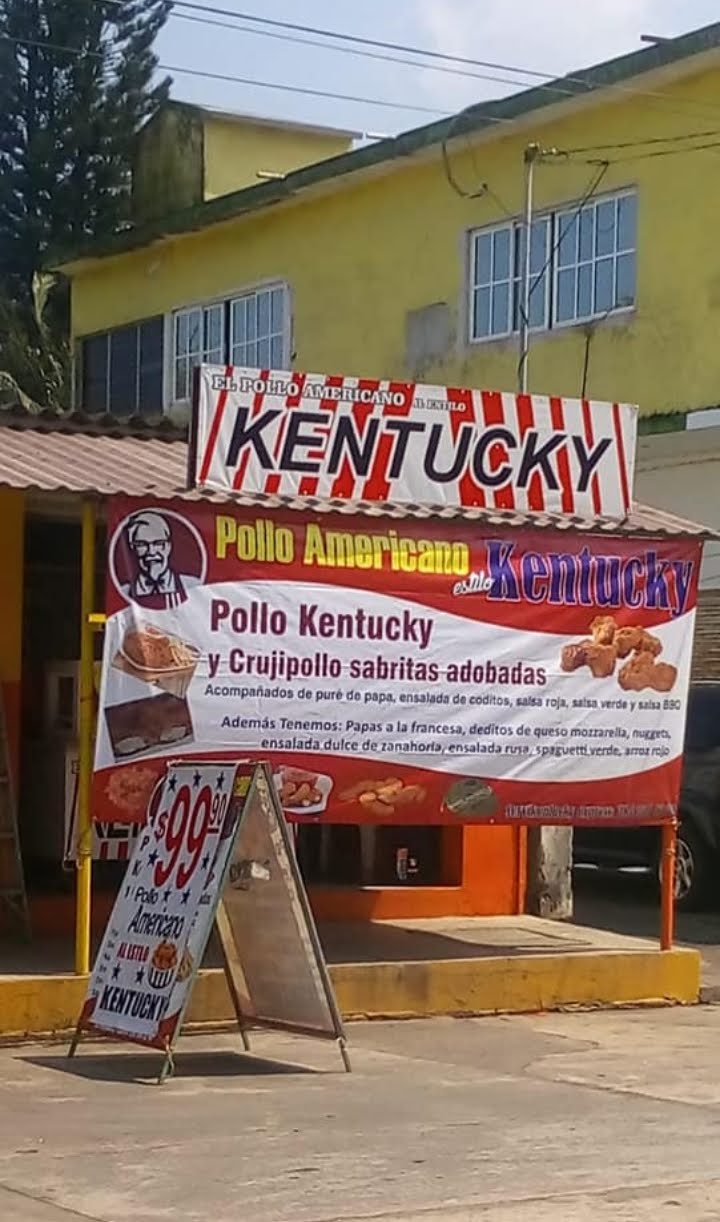 EL POLLO AMERICANO AL ESTILO
KENTUCKY
Pollo Americano
estilo Kentucky
Pollo Kentucky
y Crujipollo sabritas adobadas
Acompañados de puré de papa, ensalada de coditos, salsa roja, salsa verde y salsa BBQ
Además Tenemos: Papas a la francesa, deditos de queso mozzarella, nuggets,
ensalada dulce de zanahoria, ensalada rusa, spaguetti verde, arroz rojo
$99.90
Pollo
Americano
AL ESTILO
KENTUCKY